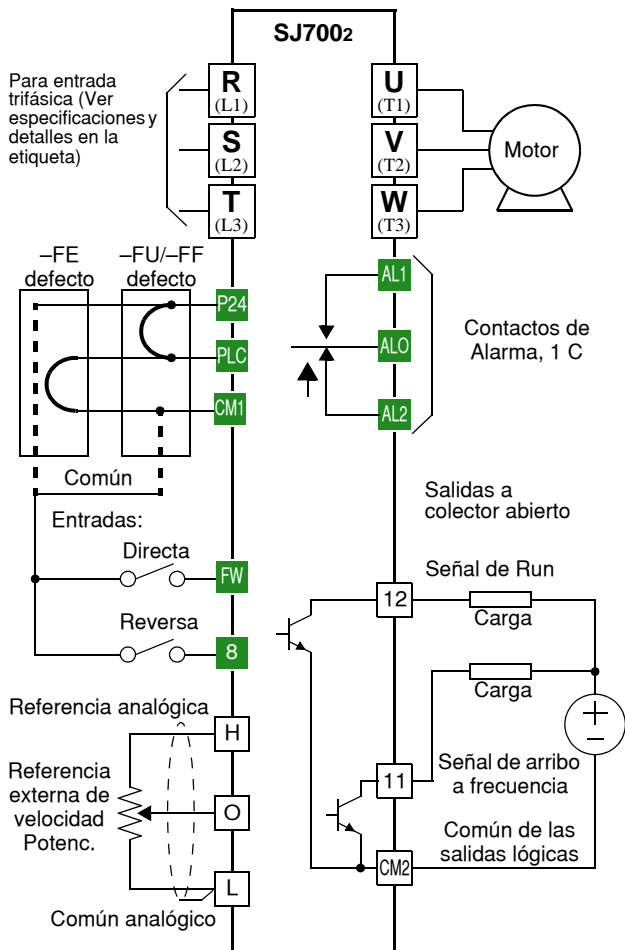 SJ7002
Para entrada
trifásica (Ver
especificaciones y
detalles en la
etiqueta)
R
(L1)
S
(L2)
T
(L3)
U
(T1)
V
(T2)
W
(T3)
Motor
–FE
defecto
–FU/–FF
defecto
P24
PLC
CM1
AL1
AL0
AL2
Contactos de
Alarma, 1 C
Común
Entradas:
Directa
FW
Reversa
8
Salidas a
colector abierto
Señal de Run
12
Carga
Carga
+
–
Referencia analógica
H
Referencia
externa de
velocidad
Potenc.
O
L
Común analógico
11
Señal de arribo
a frecuencia
Común de las
salidas lógicas
CM2